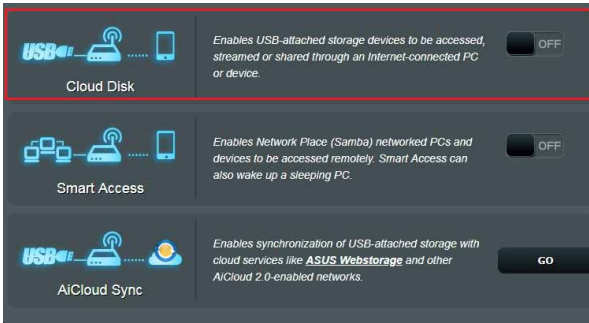 USB
Cloud Disk
Enables USB-attached storage devices to be accessed,
streamed or shared through an Internet-connected PC
or device.
OFF
Smart Access
Enables Network Place (Samba) networked PCs and
devices to be accessed remotely. Smart Access can
also wake up a sleeping PC.
OFF
USB
AiCloud Sync
Enables synchronization of USB-attached storage with
cloud services like ASUS Webstorage and other
AiCloud 2.0-enabled networks.
GO